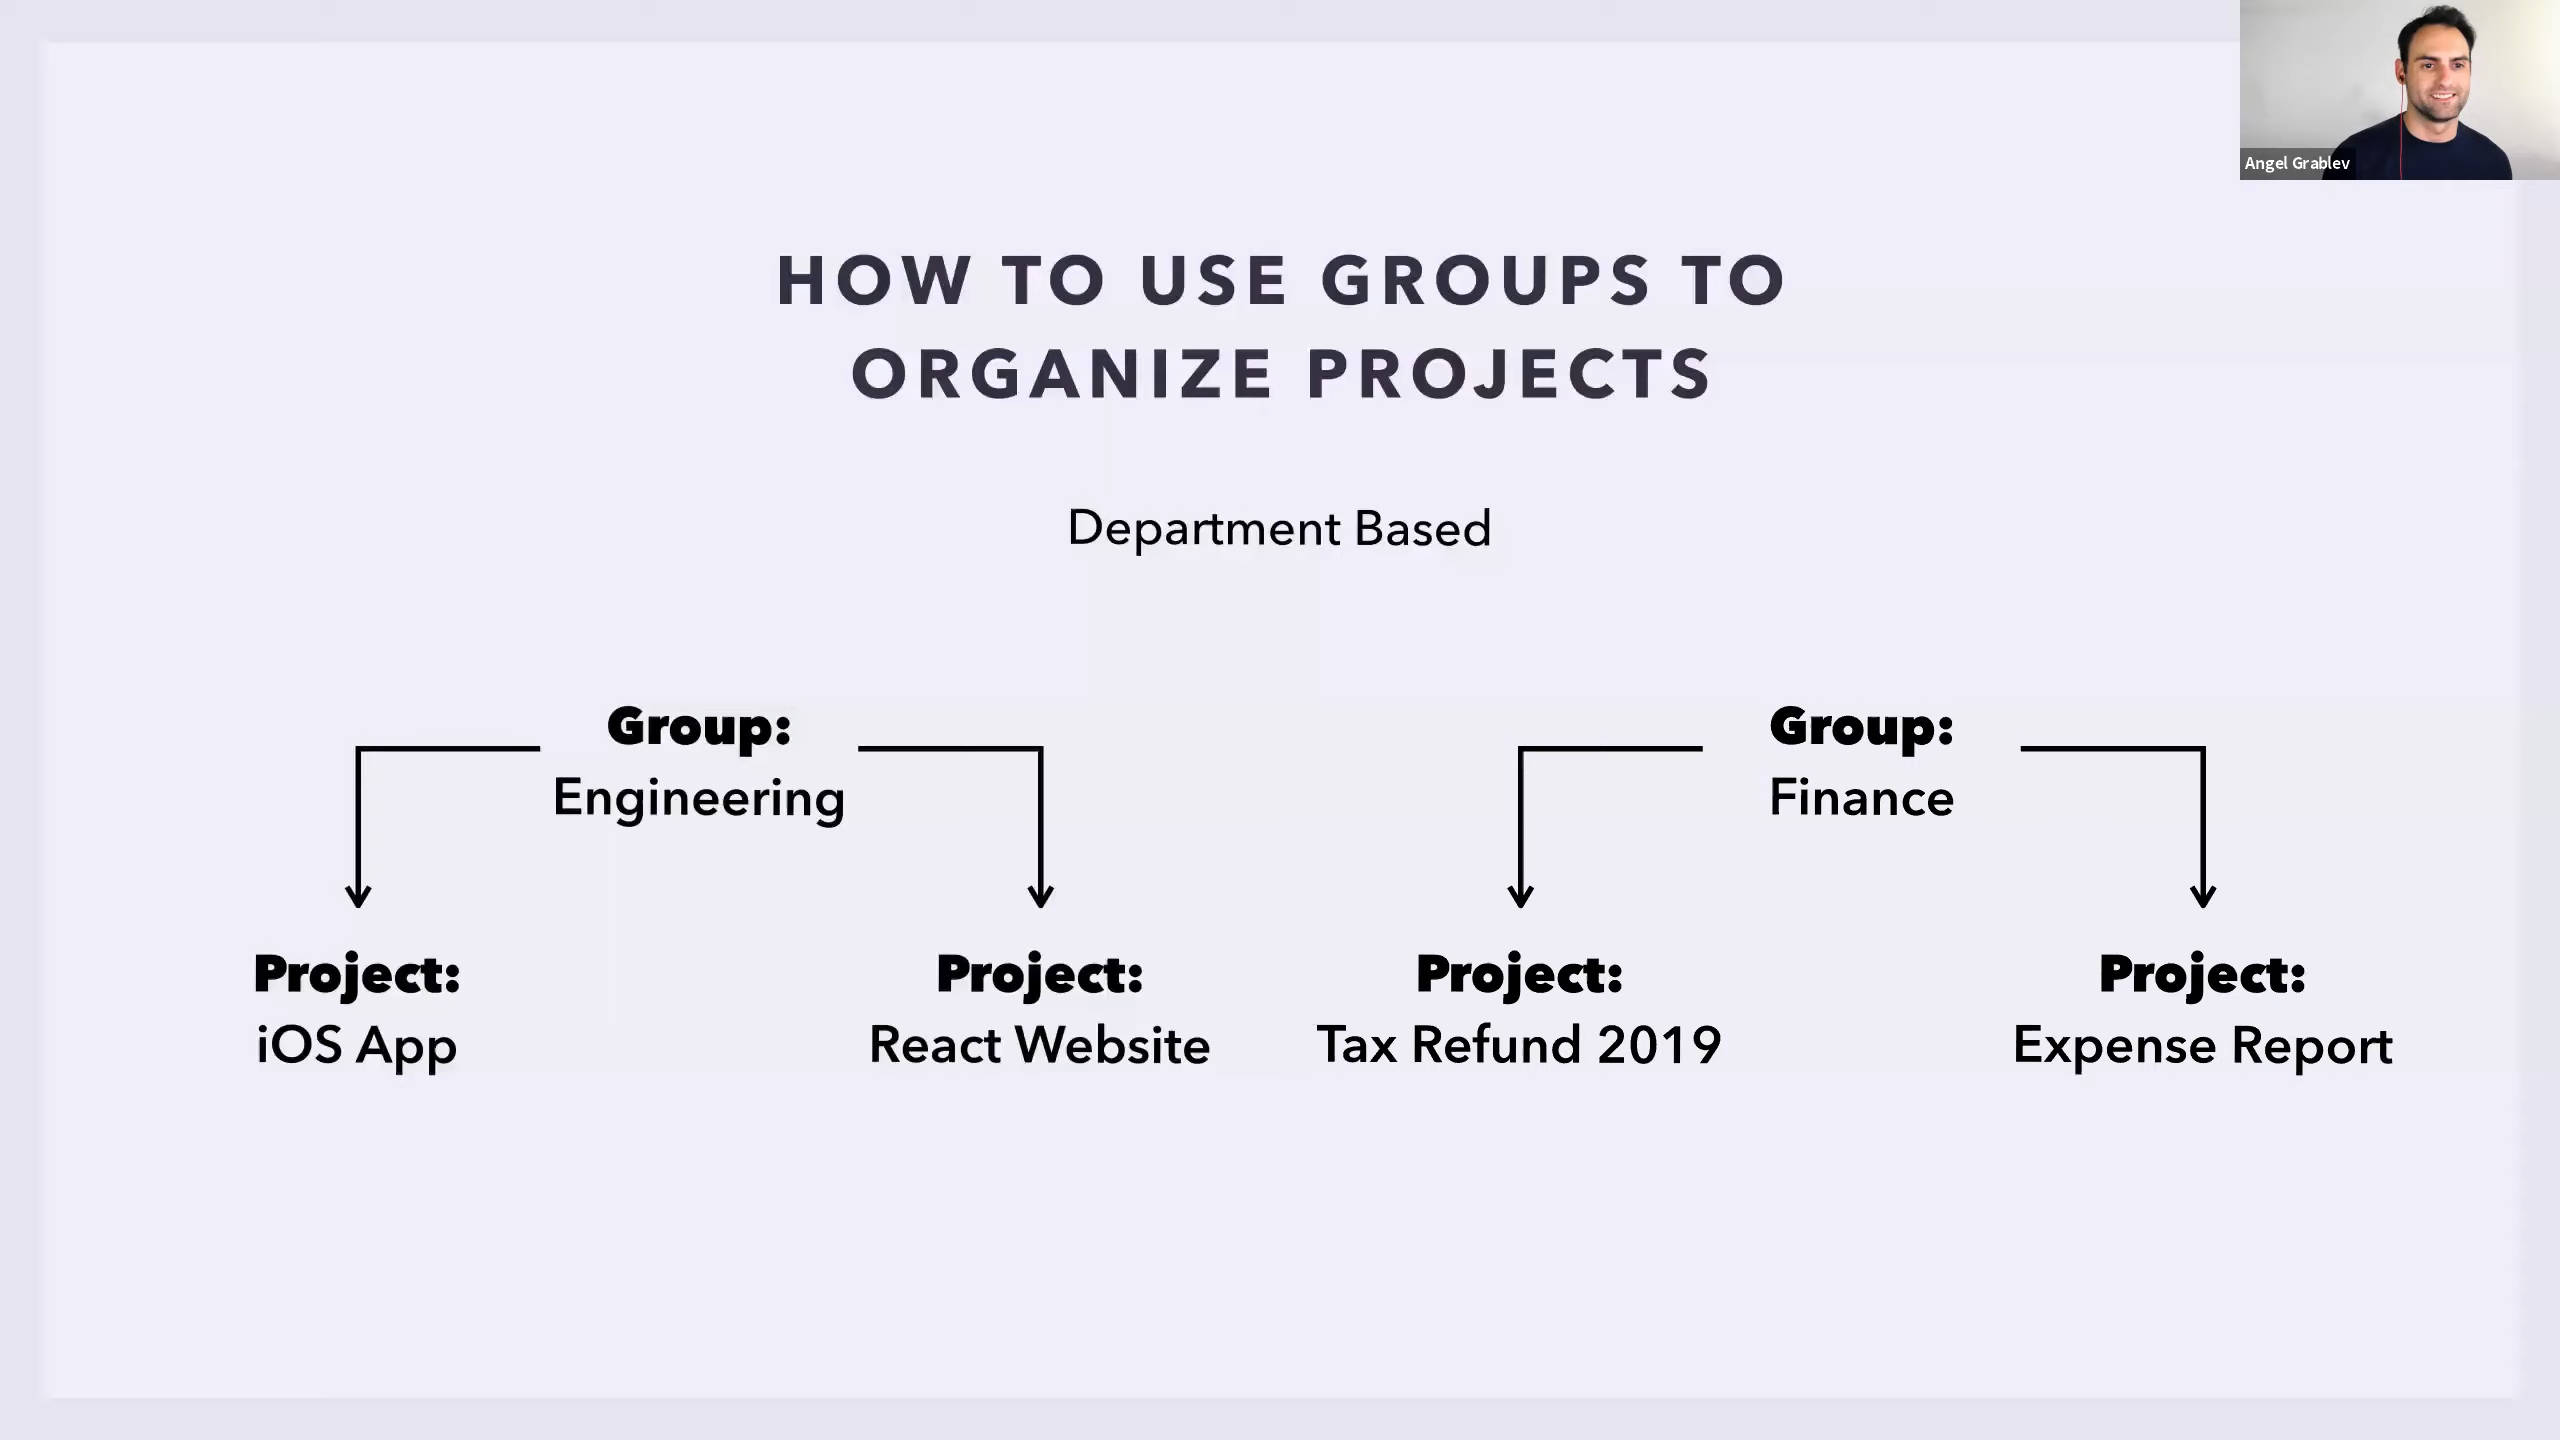 Angel Grablev
HOW TO USE GROUPS TO
ORGANIZE PROJECTS
Department Based
Group:
Engineering
Group:
Finance
Project:
iOS App
Project:
React Website
Project:
Tax Refund 2019
Project:
Expense Report